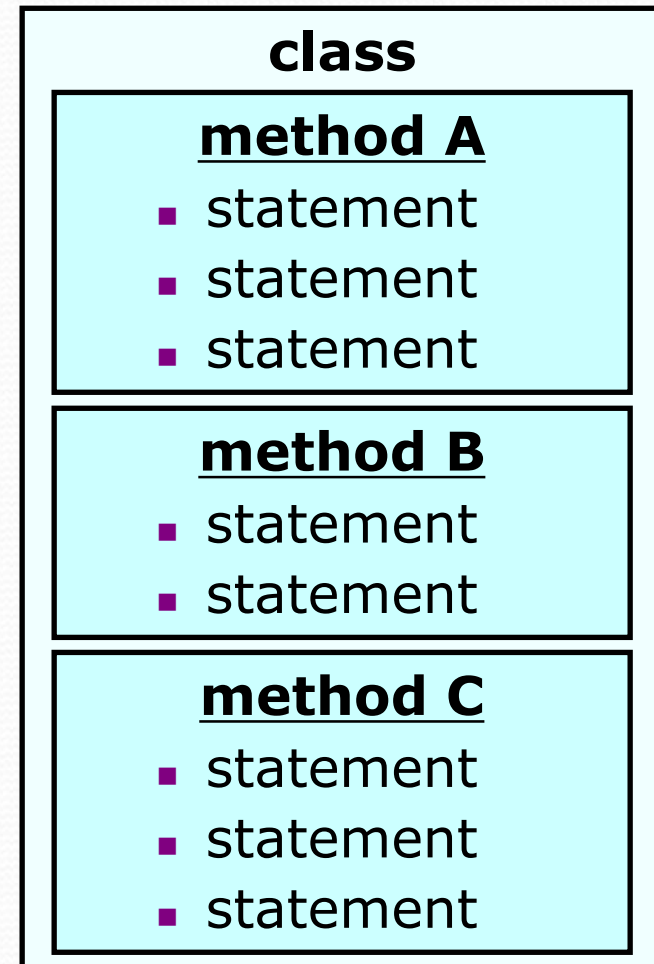 class
method A
▪ statement
▪ statement
▪ statement
method B
▪ statement
▪ statement
method C
▪ statement
▪ statement
▪ statement